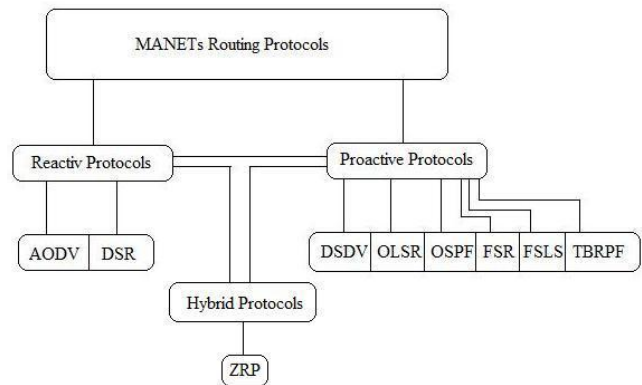 MANETs Routing Protocols
Reactiv Protocols
Proactive Protocols
AODV DSR
DSDV OLSR OSPF FSR FSLS TBRPF
Hybrid Protocols
ZRP